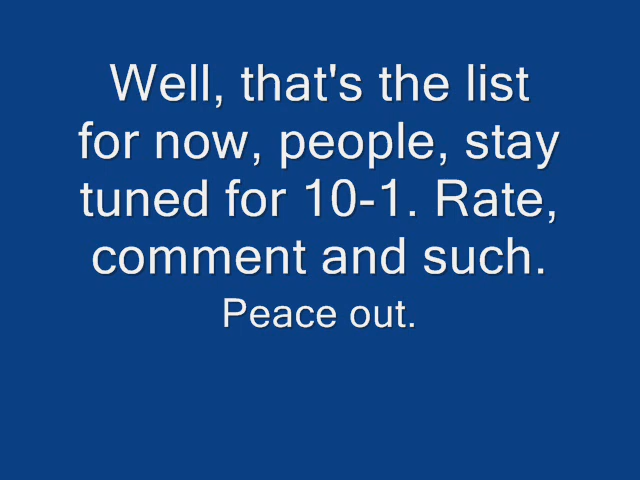 Well, that's the list
for now, people, stay
tuned for 10-1. Rate,
comment and such.
Peace out.